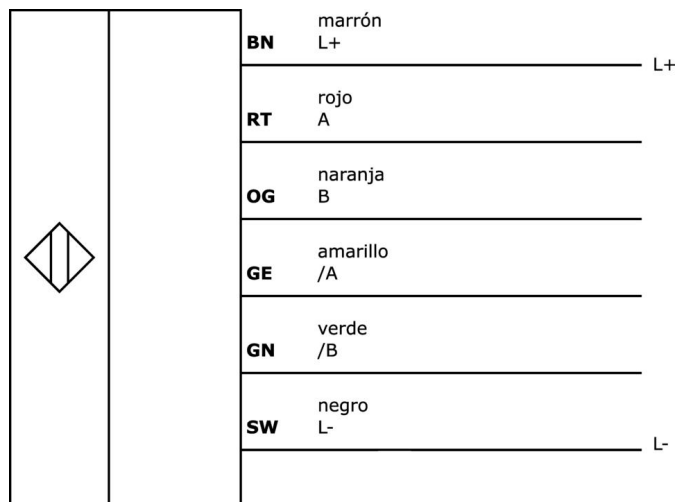 marrón
BN L+
L+
rojo
RT A
naranja
OG B
amarillo
GE /A
verde
GN /B
negro
SW L-
L-